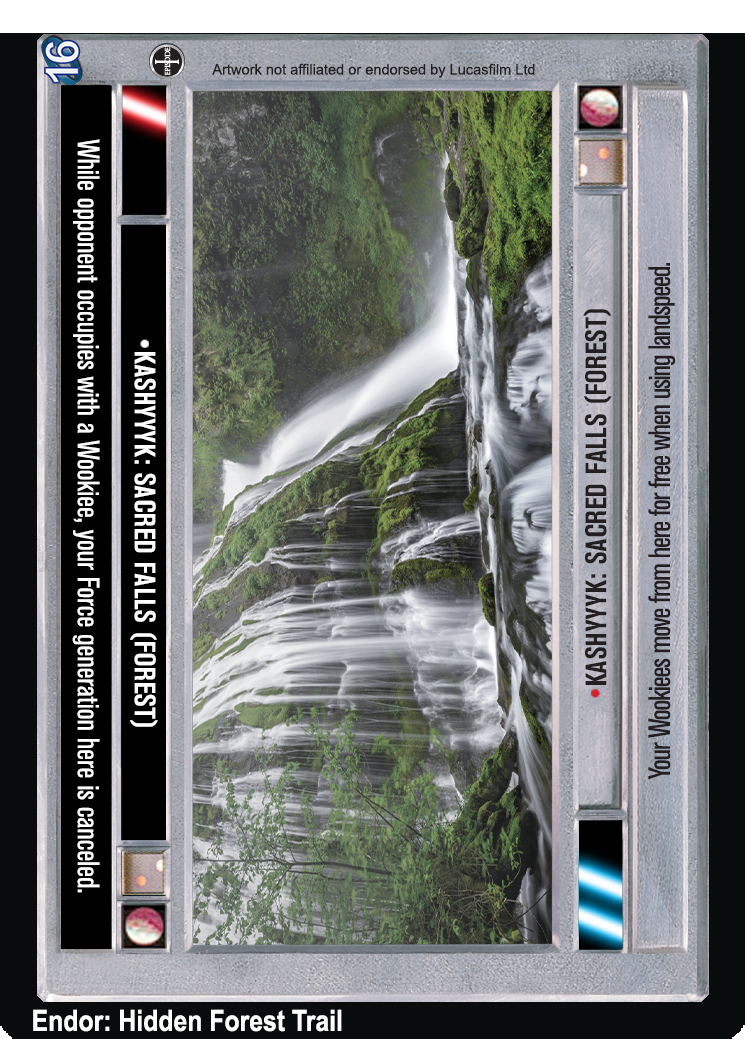 16
EPISODE I
Artwork not affiliated or endorsed by Lucasfilm Ltd
While opponent occupies with a Wookiee, your Force generation here is canceled.
•KASHYYYK: SACRED FALLS (FOREST)
•KASHYYYK: SACRED FALLS (FOREST)
Your Wookiees move from here for free when using landspeed.
Endor: Hidden Forest Trail